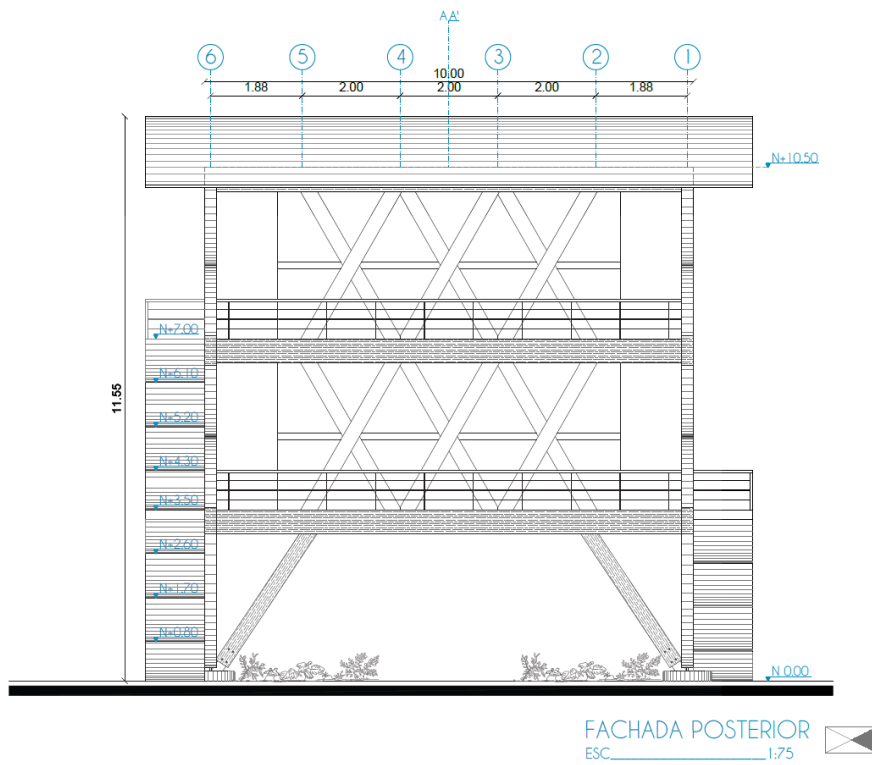 A A'
6 5 4 3 2 1
10.00
1.88 2.00 2.00 2.00 1.88
N+10.50
11.55
N+7.00
N+6.10
N+5.20
N+4.30
N+3.50
N+2.60
N+1.70
N+0.80
N 0.00
FACHADA POSTERIOR
ESC____________________1:75